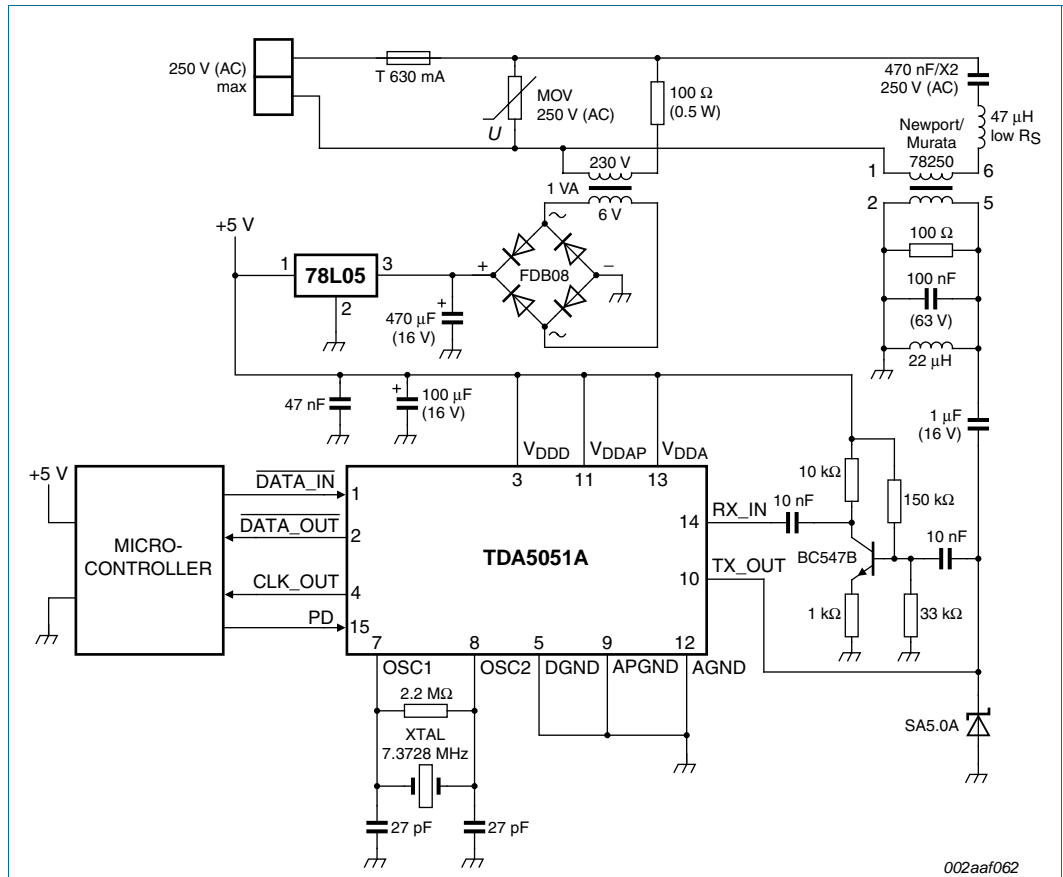 250 V (AC)
max
T 630 mA
MOV
250 V (AC)
U
100 Ω
(0.5 W)
470 nF/X2
250 V (AC)
47 μH
low RS
Newport/
Murata
78250
1
6
2
5
230 V
1 VA
6 V
+5 V
1
78L05
3
2
+
470 μF
(16 V)
+
FDB08
−
∼
∼
100 Ω
100 nF
(63 V)
22 μH
1 μF
(16 V)
47 nF
+
100 μF
(16 V)
VDDD
VDDAP
VDDA
3
11
13
+5 V
MICRO-
CONTROLLER
DATA_IN
1
DATA_OUT
2
CLK_OUT
4
PD
15
TDA5051A
14
RX_IN
10
TX_OUT
10 nF
10 kΩ
150 kΩ
10 nF
BC547B
1 kΩ
33 kΩ
7
8
5
9
12
OSC1
OSC2
DGND
APGND
AGND
2.2 MΩ
XTAL
7.3728 MHz
27 pF
27 pF
SA5.0A
002aaf062